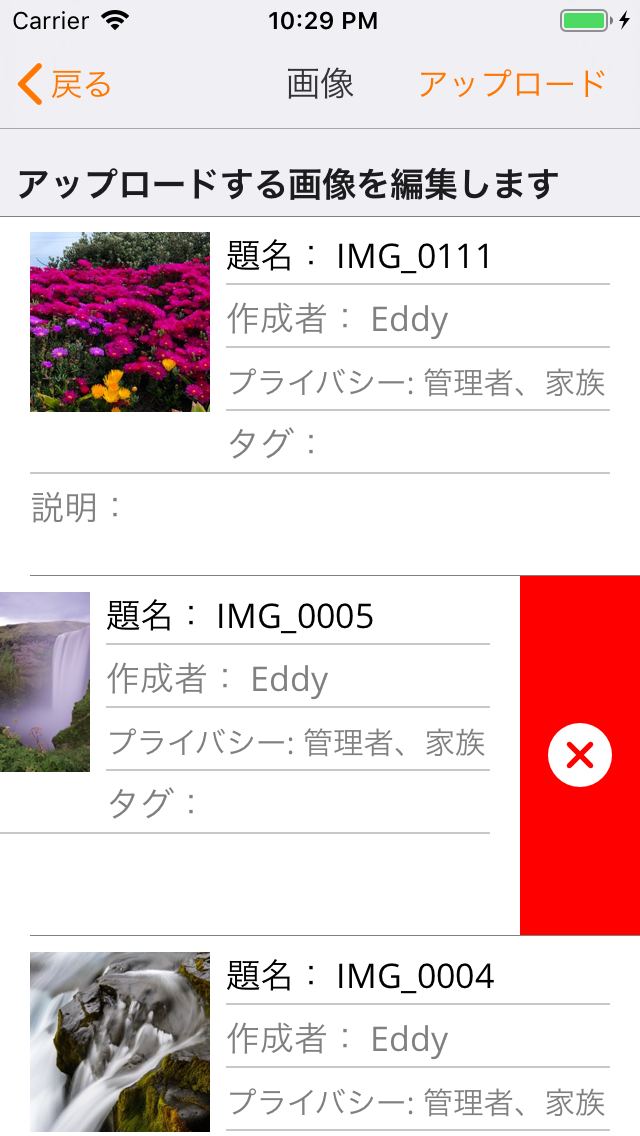 Carrier 10:29 PM
戻る 画像 アップロード
アップロードする画像を編集します
題名： IMG_0111
作成者： Eddy
プライバシー: 管理者、家族
タグ：
説明：
題名： IMG_0005
作成者： Eddy
プライバシー: 管理者、家族
タグ：
題名： IMG_0004
作成者： Eddy
プライバシー: 管理者、家族